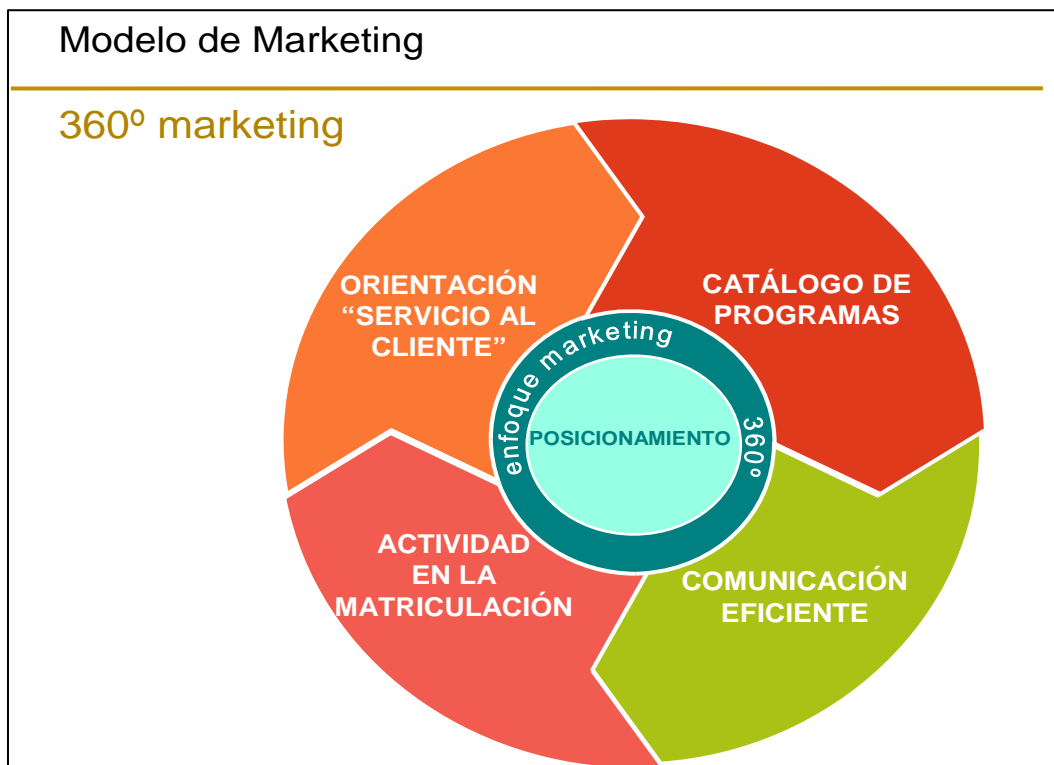 Modelo de Marketing
360º marketing
ORIENTACIÓN
“SERVICIO AL
CLIENTE”
CATÁLOGO DE
PROGRAMAS
enfoque marketing 360º
POSICIONAMIENTO
ACTIVIDAD
EN LA
MATRICULACIÓN
COMUNICACIÓN
EFICIENTE